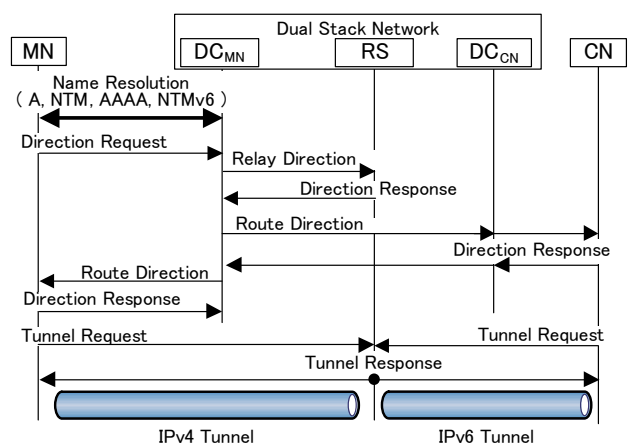 Dual Stack Network
MN
DCMN
RS
DCCN
CN
Name Resolution
( A, NTM, AAAA, NTMv6 )
Direction Request
Relay Direction
Direction Response
Route Direction
Direction Response
Route Direction
Direction Response
Tunnel Request
Tunnel Request
Tunnel Response
IPv4 Tunnel
IPv6 Tunnel